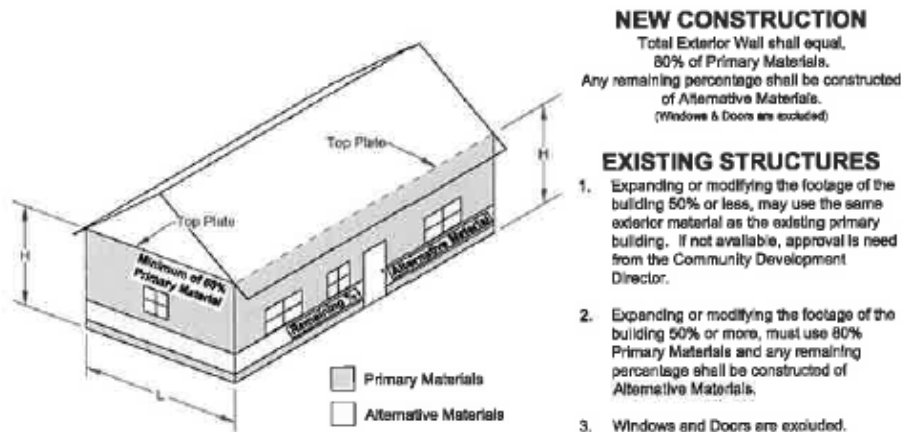 NEW CONSTRUCTION
Total Exterior Wall shall equal,
80% of Primary Materials.
Any remaining percentage shall be constructed
of Alternative Materials.
(Windows & Doors are excluded)
EXISTING STRUCTURES
1. Expanding or modifying the footage of the
building 50% or less, may use the same
exterior material as the existing primary
building. If not available, approval is need
from the Community Development
Director.
2. Expanding or modifying the footage of the
building 50% or more, must use 80%
Primary Materials and any remaining
percentage shall be constructed of
Alternative Materials.
3. Windows and Doors are excluded.
Top Plate
H
Top Plate
H
Minimum of 80%
Primary Material
Remaining %
Alternative Material
L
Primary Materials
Alternative Materials